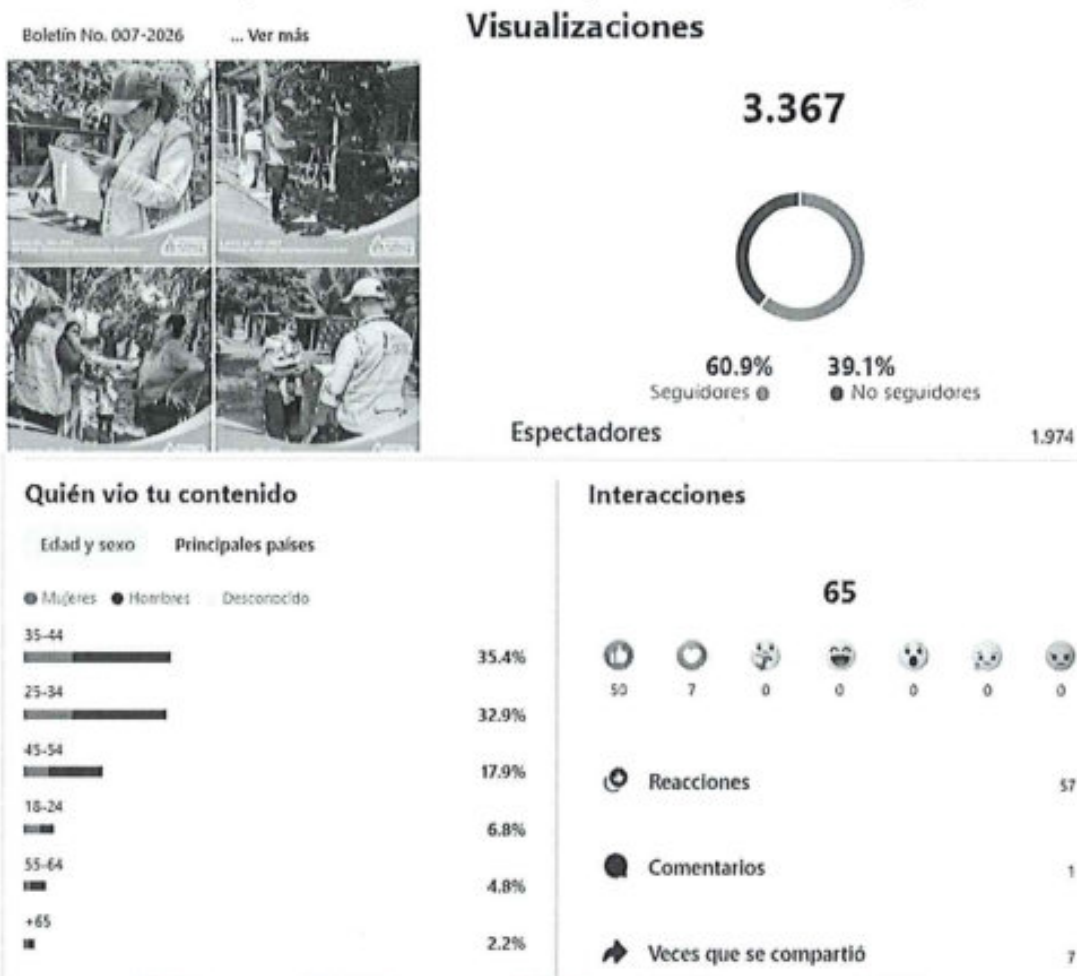 Boletín No. 007-2026 ... Ver más
Visualizaciones
3.367
60.9% 39.1%
Seguidores No seguidores
Espectadores 1.974
Quién vio tu contenido
Edad y sexo Principales países
Mujeres Hombres Desconocido
35-44
35.4%
25-34
32.9%
45-54
17.9%
18-24
6.8%
55-64
4.8%
+65
2.2%
Interacciones
65
50 7 0 0 0 0 0
Reacciones 57
Comentarios 1
Veces que se compartió 7